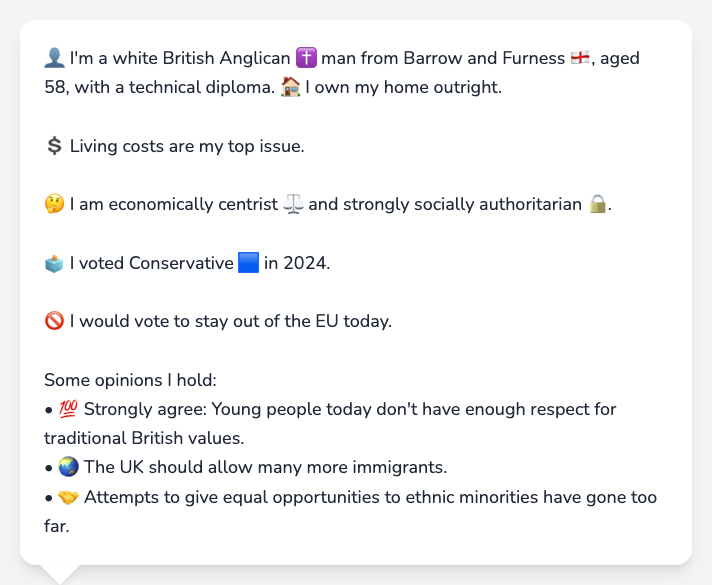 👤 I'm a white British Anglican ✝️ man from Barrow and Furness 🏴󠁧󠁢󠁥󠁮󠁧󠁿, aged
58, with a technical diploma. 🏠 I own my home outright.
💲 Living costs are my top issue.
🤔 I am economically centrist ⚖️ and strongly socially authoritarian 🔒.
🗳️ I voted Conservative 🟦 in 2024.
🚫 I would vote to stay out of the EU today.
Some opinions I hold:
• 💯 Strongly agree: Young people today don't have enough respect for
traditional British values.
• 🌏 The UK should allow many more immigrants.
• 🤝 Attempts to give equal opportunities to ethnic minorities have gone too
far.